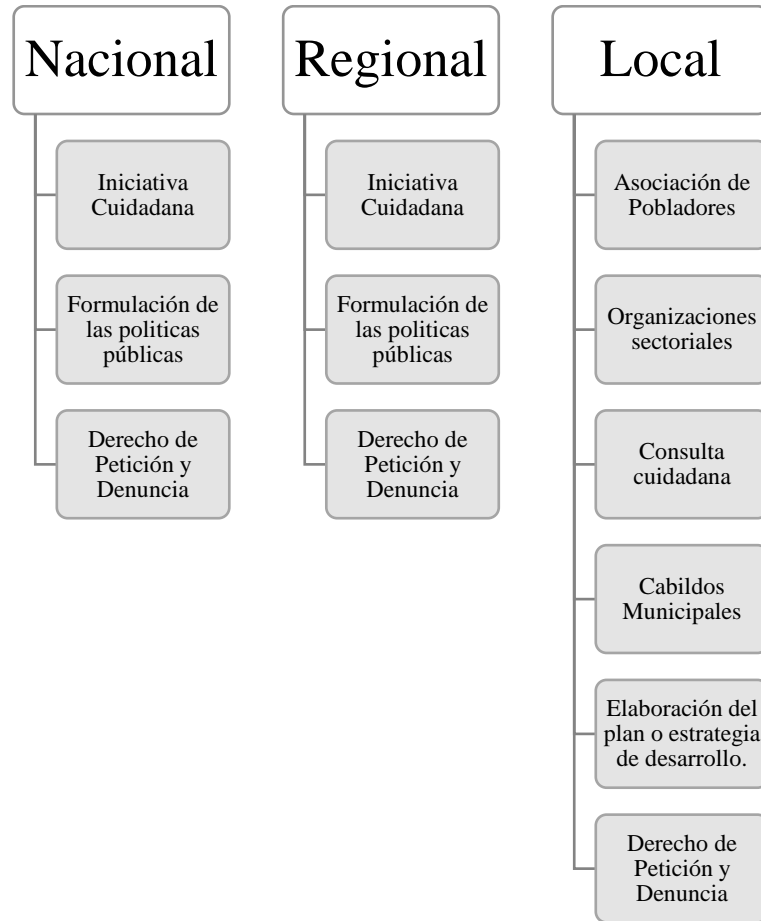 Nacional
Iniciativa
Cuidadana
Formulación de
las politicas
públicas
Derecho de
Petición y
Denuncia
Regional
Iniciativa
Cuidadana
Formulación de
las politicas
públicas
Derecho de
Petición y
Denuncia
Local
Asociación de
Pobladores
Organizaciones
sectoriales
Consulta
cuidadana
Cabildos
Municipales
Elaboración del
plan o estrategia
de desarrollo.
Derecho de
Petición y
Denuncia